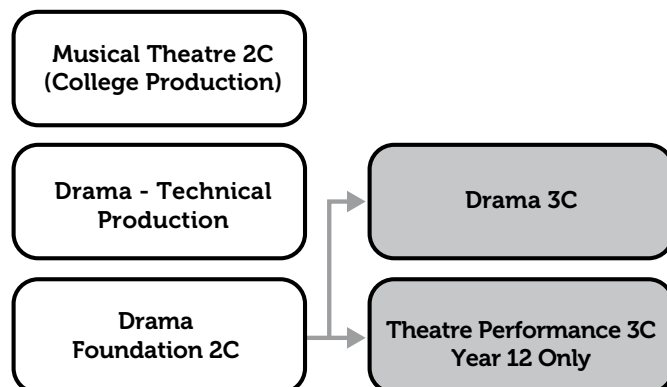 Musical Theatre 2C
(College Production)
Drama - Technical
Production
Drama 3C
Drama
Foundation 2C
Theatre Performance 3C
Year 12 Only